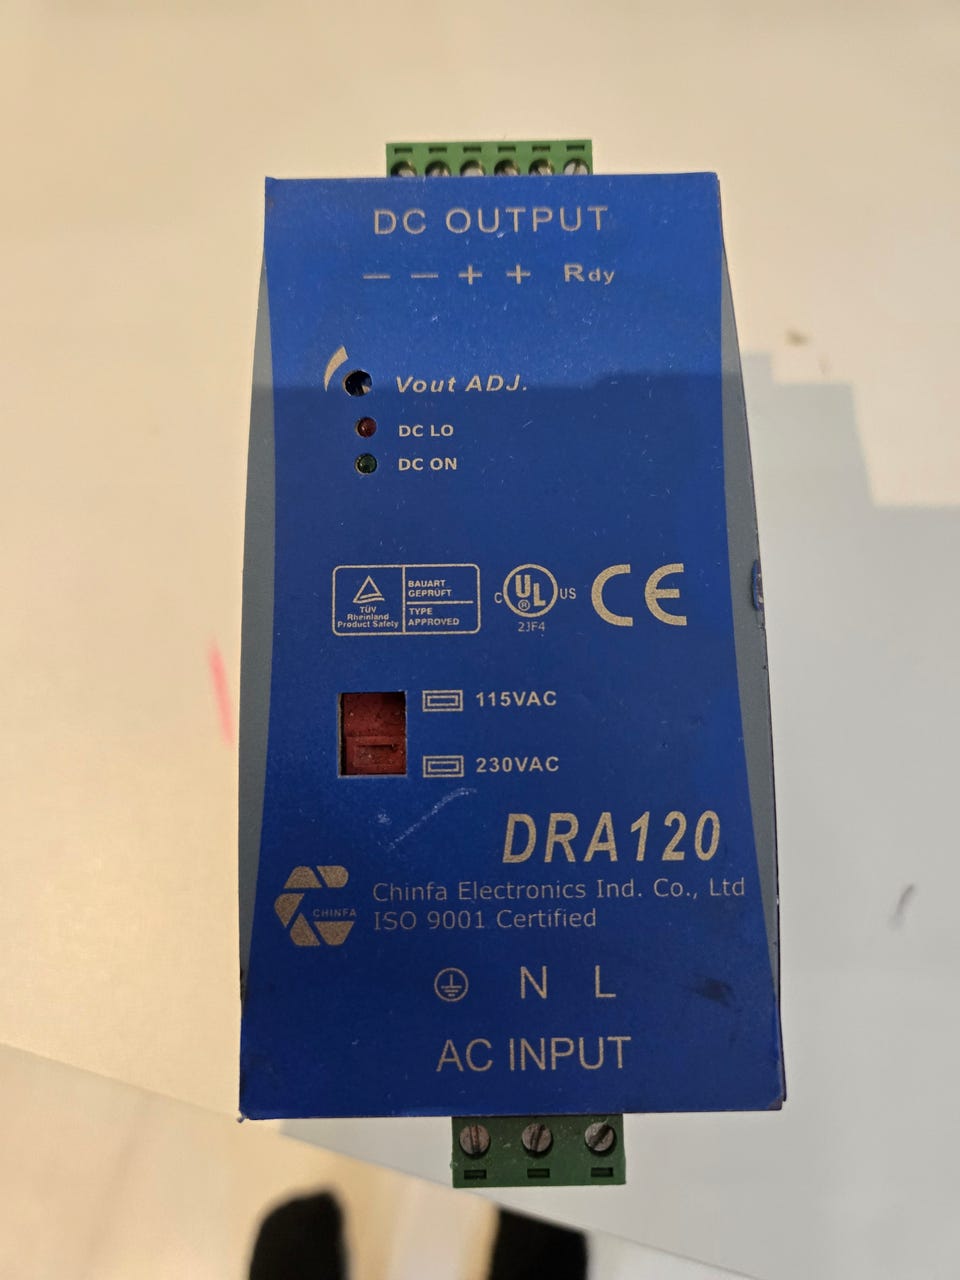 DC OUTPUT
− − + + Rdy
Vout ADJ.
DC LO
DC ON
TÜV
Rheinland
Product Safety
BAUART
GEPRÜFT
TYPE
APPROVED
C UL ® US
2JF4
CE
115VAC
230VAC
DRA120
CHINFA
Chinfa Electronics Ind. Co., Ltd
ISO 9001 Certified
N L
AC INPUT